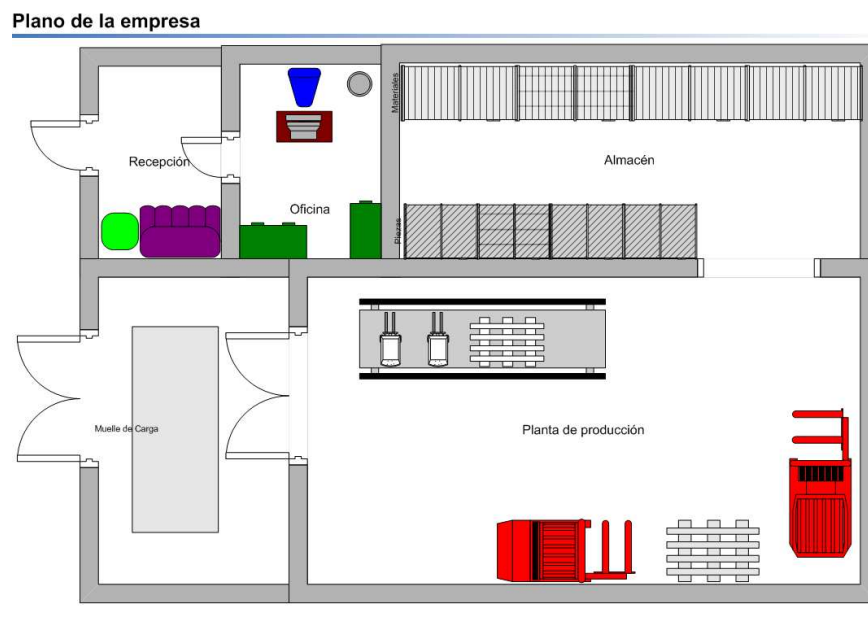 Plano de la empresa
Materiales
Recepción
Almacén
Oficina
Piezas
Muelle de Carga
Planta de producción